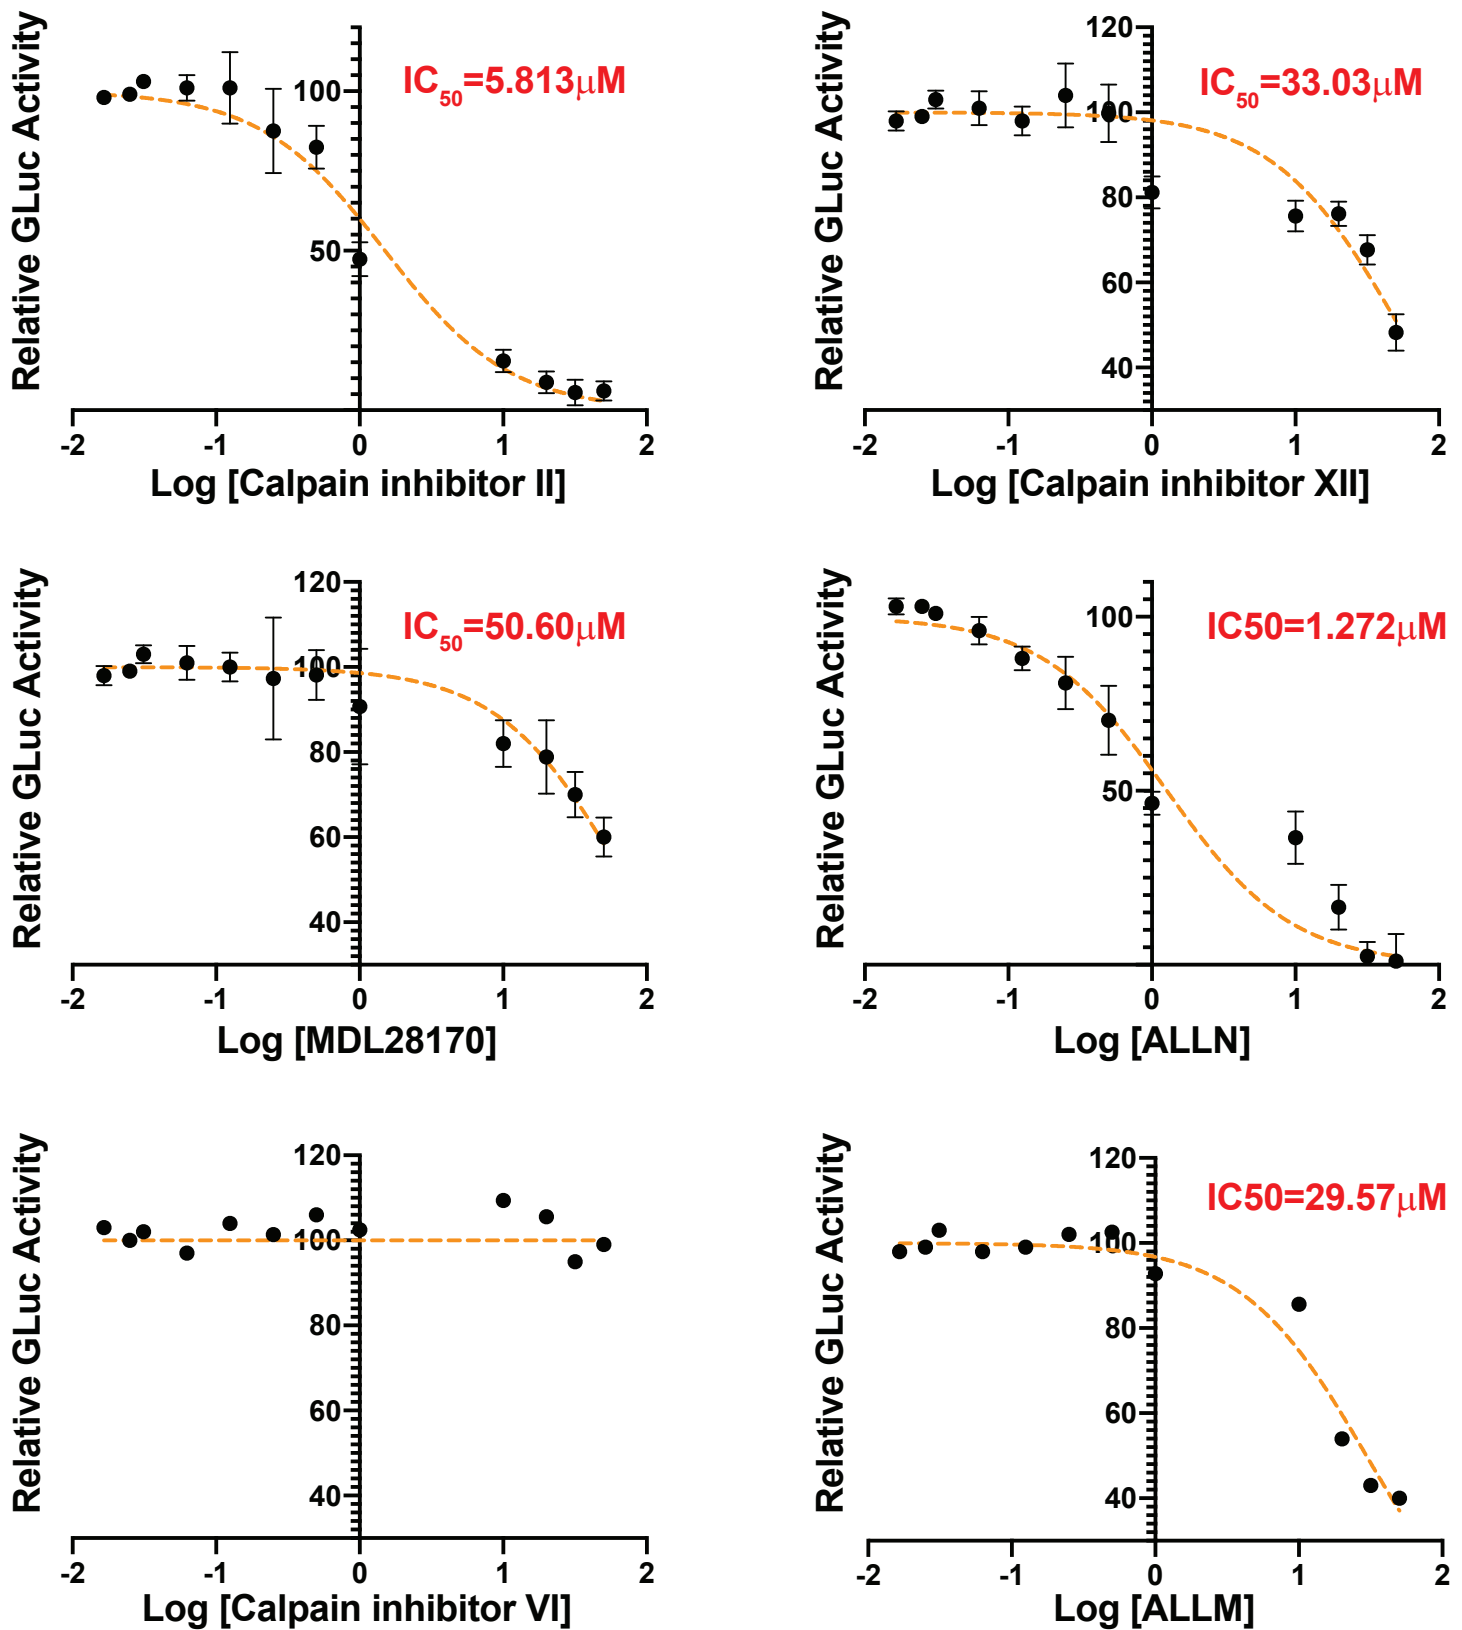 Relative GLuc Activity
100
50
IC50=5.813μM
-2 -1 0 1 2
Log [Calpain inhibitor II]
Relative GLuc Activity
120
100
80
60
40
IC50=33.03μM
-2 -1 0 1 2
Log [Calpain inhibitor XII]
Relative GLuc Activity
120
100
80
60
40
IC50=50.60μM
-2 -1 0 1 2
Log [MDL28170]
Relative GLuc Activity
100
50
IC50=1.272μM
-2 -1 0 1 2
Log [ALLN]
Relative GLuc Activity
120
100
80
60
40
-2 -1 0 1 2
Log [Calpain inhibitor VI]
Relative GLuc Activity
120
100
80
60
40
IC50=29.57μM
-2 -1 0 1 2
Log [ALLM]